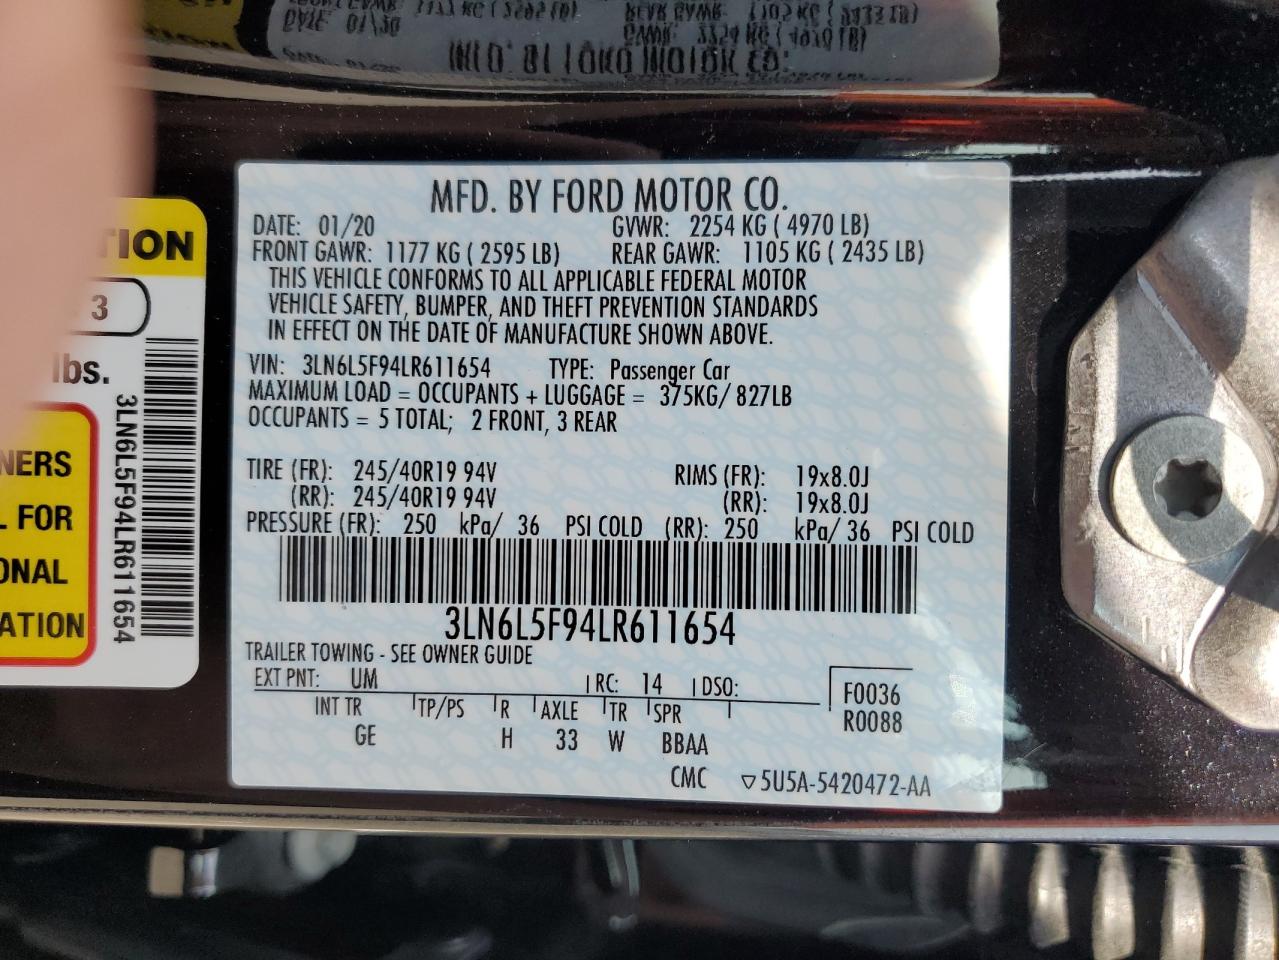 MFD. BY FORD MOTOR CO.
DATE: 01/20 GVWR: 2254 KG ( 4970 LB)
FRONT GAWR: 1177 KG ( 2595 LB) REAR GAWR: 1105 KG ( 2435 LB)
THIS VEHICLE CONFORMS TO ALL APPLICABLE FEDERAL MOTOR
VEHICLE SAFETY, BUMPER, AND THEFT PREVENTION STANDARDS
IN EFFECT ON THE DATE OF MANUFACTURE SHOWN ABOVE.
VIN: 3LN6L5F94LR611654 TYPE: Passenger Car
MAXIMUM LOAD = OCCUPANTS + LUGGAGE = 375KG/ 827LB
OCCUPANTS = 5 TOTAL; 2 FRONT, 3 REAR
TIRE (FR): 245/40R19 94V RIMS (FR): 19x8.0J
(RR): 245/40R19 94V (RR): 19x8.0J
PRESSURE (FR): 250 kPa/ 36 PSI COLD (RR): 250 kPa/ 36 PSI COLD
3LN6L5F94LR611654
TRAILER TOWING - SEE OWNER GUIDE
EXT PNT: UM RC: 14 DSO:
F0036
R0088
INT TR TP/PS R AXLE TR SPR
GE H 33 W BBAA
CMC ▽5U5A-5420472-AA
TION
3
lbs.
3LN6L5F94LR611654
NERS
L FOR
ONAL
ATION